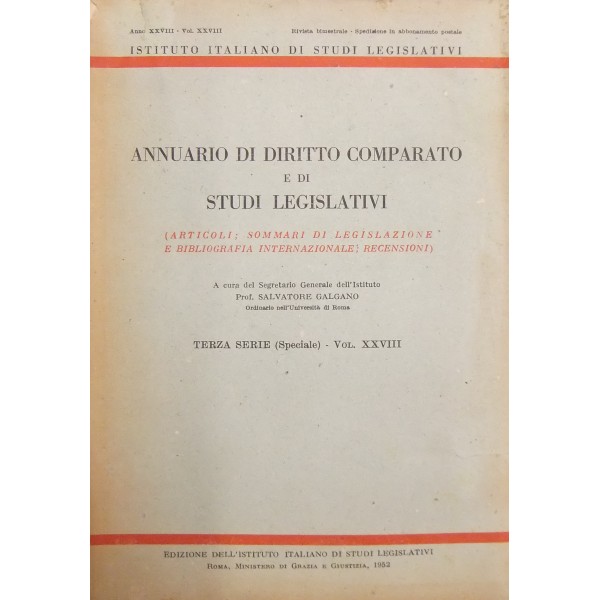 Anno XXVIII - Vol. XXVIII Rivista bimestrale - Spedizione in abbonamento postale
ISTITUTO ITALIANO DI STUDI LEGISLATIVI
ANNUARIO DI DIRITTO COMPARATO
E DI
STUDI LEGISLATIVI
(ARTICOLI; SOMMARI DI LEGISLAZIONE
E BIBLIOGRAFIA INTERNAZIONALE; RECENSIONI)
A cura del Segretario Generale dell'Istituto
Prof. SALVATORE GALGANO
Ordinario nell'Università di Roma
TERZA SERIE (Speciale) - VOL. XXVIII
EDIZIONE DELL'ISTITUTO ITALIANO DI STUDI LEGISLATIVI
ROMA, MINISTERO DI GRAZIA E GIUSTIZIA, 1952